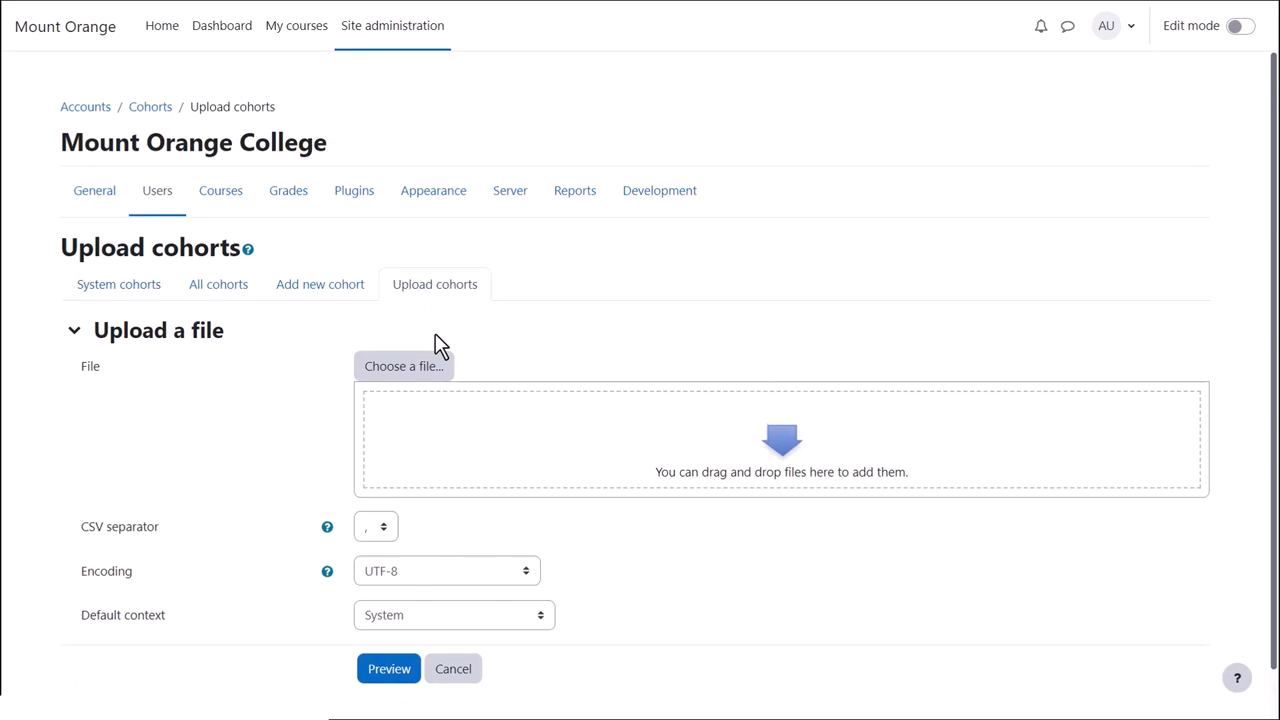 Mount Orange Home Dashboard My courses Site administration AU Edit mode
Accounts / Cohorts / Upload cohorts
Mount Orange College
General Users Courses Grades Plugins Appearance Server Reports Development
Upload cohorts ?
System cohorts All cohorts Add new cohort Upload cohorts
Upload a file
File Choose a file...
You can drag and drop files here to add them.
CSV separator ? ,
Encoding ? UTF-8
Default context System
Preview Cancel
?